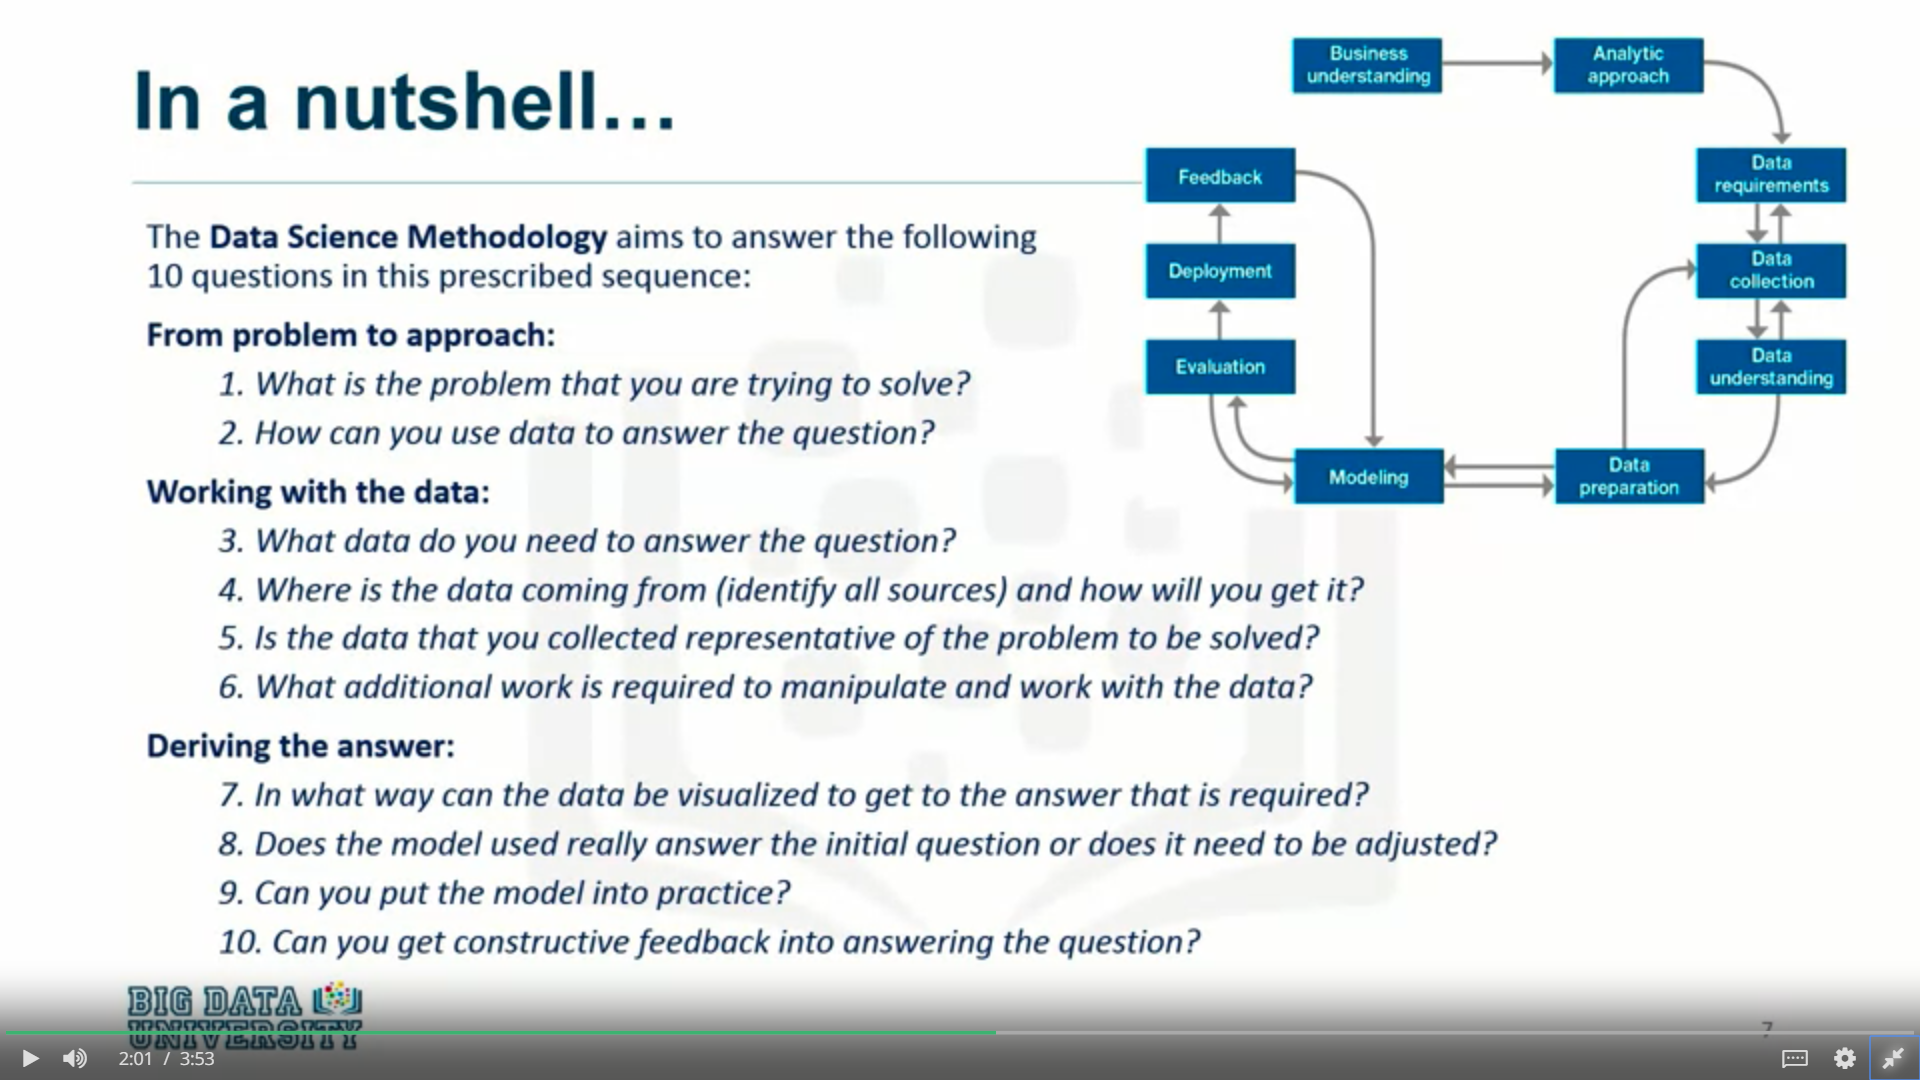 In a nutshell...
The Data Science Methodology aims to answer the following
10 questions in this prescribed sequence:
From problem to approach:
1. What is the problem that you are trying to solve?
2. How can you use data to answer the question?
Working with the data:
3. What data do you need to answer the question?
4. Where is the data coming from (identify all sources) and how will you get it?
5. Is the data that you collected representative of the problem to be solved?
6. What additional work is required to manipulate and work with the data?
Deriving the answer:
7. In what way can the data be visualized to get to the answer that is required?
8. Does the model used really answer the initial question or does it need to be adjusted?
9. Can you put the model into practice?
10. Can you get constructive feedback into answering the question?
Business
understanding
Analytic
approach
Data
requirements
Data
collection
Data
understanding
Data
preparation
Modeling
Evaluation
Deployment
Feedback
BIG DATA
UNIVERSITY
7
2:01 / 3:53